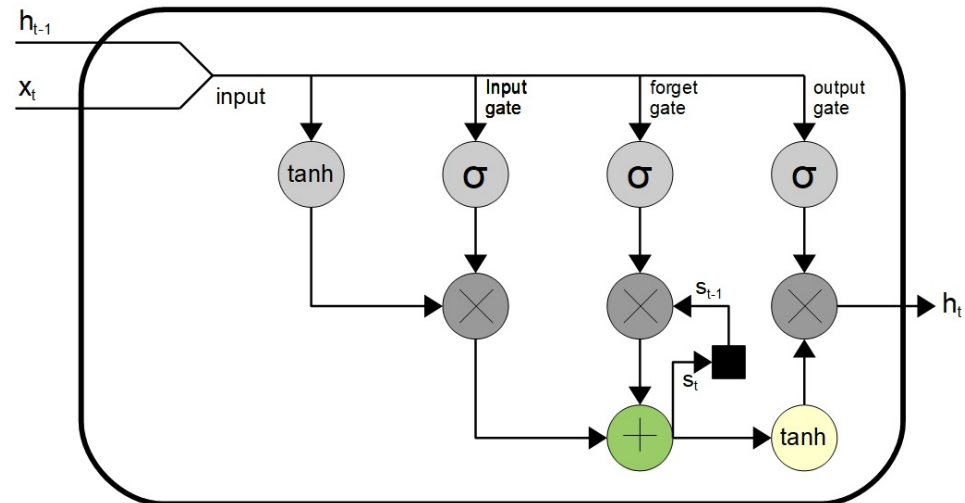 h_{t-1}
x_t
input
Input
gate
forget
gate
output
gate
tanh
σ
σ
σ
s_{t-1}
h_t
s_t
tanh